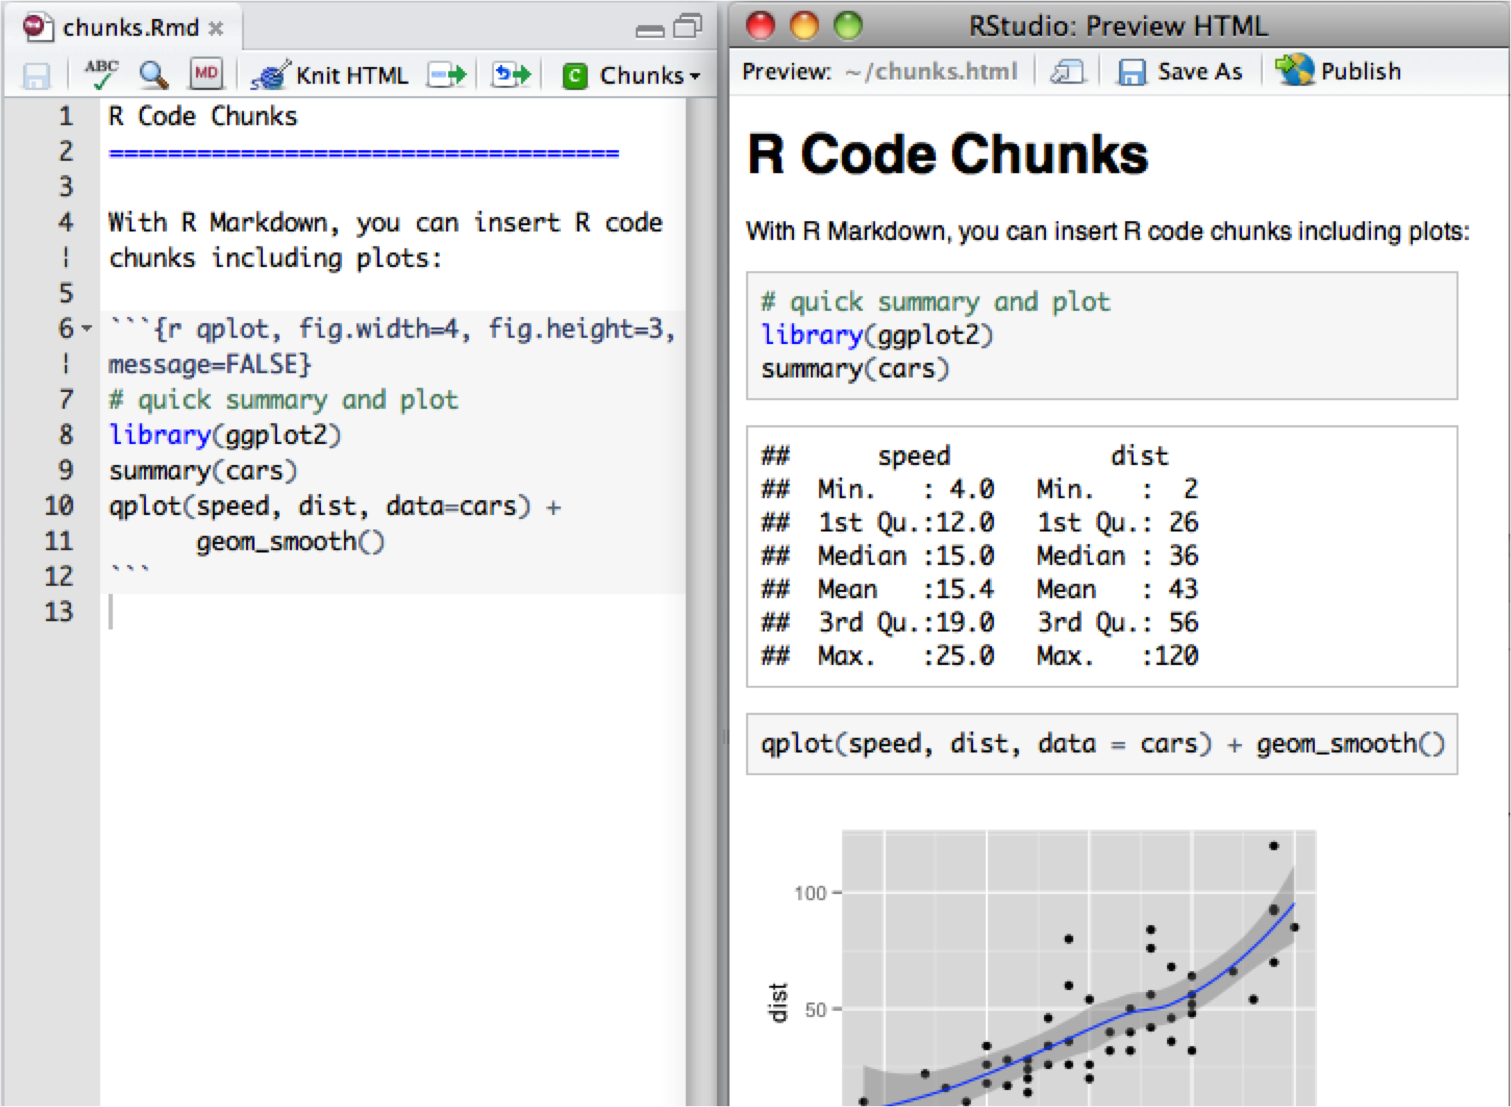 chunks.Rmd
ABC
MD
Knit HTML
C
Chunks
1 R Code Chunks
2 ===================================
3
4 With R Markdown, you can insert R code
chunks including plots:
5
6 ```{r qplot, fig.width=4, fig.height=3,
message=FALSE}
7 # quick summary and plot
8 library(ggplot2)
9 summary(cars)
10 qplot(speed, dist, data=cars) +
11       geom_smooth()
12 ```
13
RStudio: Preview HTML
Preview: ~/chunks.html
Save As
Publish
R Code Chunks
With R Markdown, you can insert R code chunks including plots:
# quick summary and plot
library(ggplot2)
summary(cars)
##      speed           dist
##  Min.   : 4.0   Min.   :  2
##  1st Qu.:12.0   1st Qu.: 26
##  Median :15.0   Median : 36
##  Mean   :15.4   Mean   : 43
##  3rd Qu.:19.0   3rd Qu.: 56
##  Max.   :25.0   Max.   :120
qplot(speed, dist, data = cars) + geom_smooth()
100
dist
50